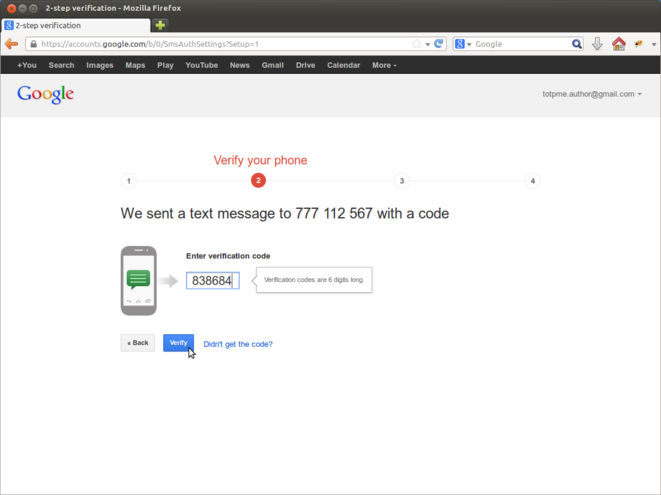 2-step verification - Mozilla Firefox
2-step verification
https://accounts.google.com/b/0/SmsAuthSettings?Setup=1
Google
+You Search Images Maps Play YouTube News Gmail Drive Calendar More
Google
totpme.author@gmail.com
Verify your phone
1 2 3 4
We sent a text message to 777 112 567 with a code
Enter verification code
838684
Verification codes are 6 digits long.
« Back Verify Didn't get the code?